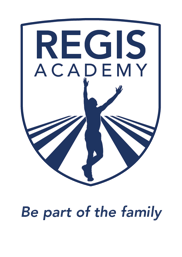 REGIS
ACADEMY
Be part of the family